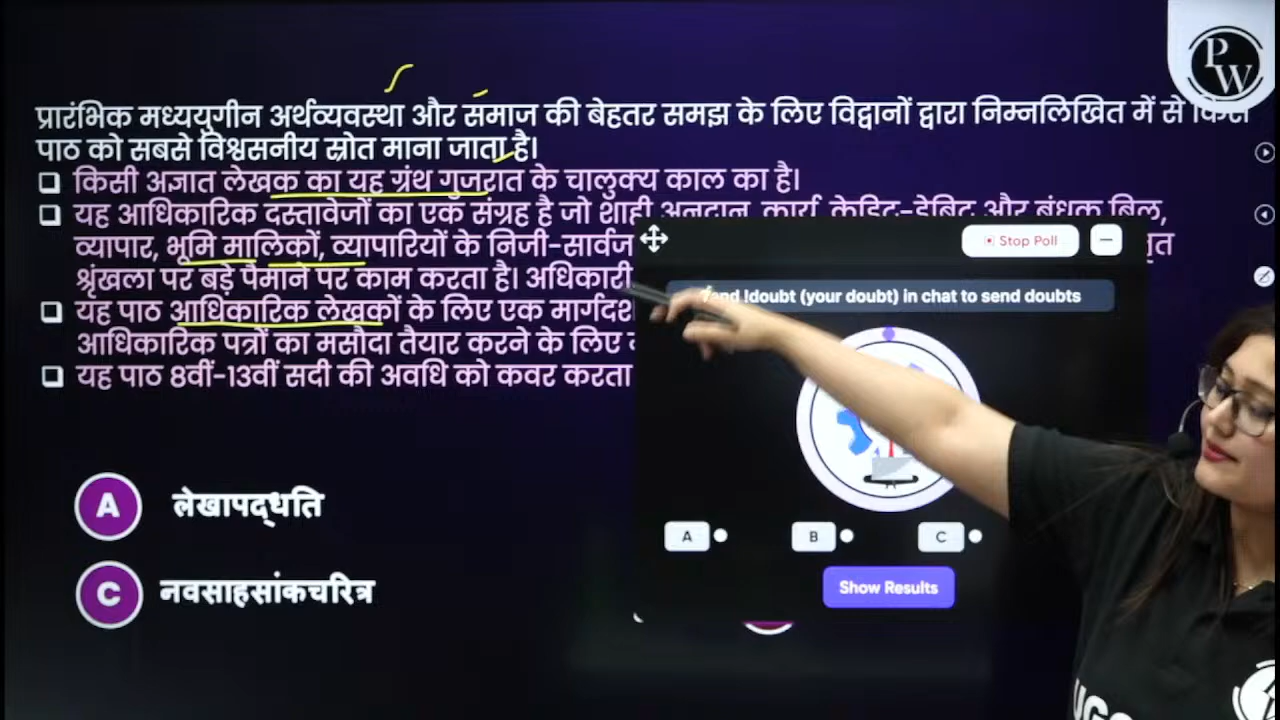 PW
प्रारंभिक मध्ययुगीन अर्थव्यवस्था और समाज की बेहतर समझ के लिए विद्वानों द्वारा निम्नलिखित में से किस
पाठ को सबसे विश्वसनीय स्रोत माना जाता है।
❑ किसी अज्ञात लेखक का यह ग्रंथ गुजरात के चालुक्य काल का है।
❑ यह आधिकारिक दस्तावेजों का एक संग्रह है जो शाही अनुदान, कार्य, क्रेडिट-डेबिट और बंधक बिल,
व्यापार, भूमि मालिकों, व्यापारियों के
श्रृंखला पर बड़े पैमाने पर काम करता है। अधिकारी
❑ यह पाठ आधिकारिक लेखकों के लिए एक
आधिकारिक पत्रों का मसौदा तैयार करने के लिए
❑ यह पाठ 8वीं-13वीं सदी की अवधि को कवर करता
Stop Poll
!doubt (your doubt) in chat to send doubts
A लेखापद्धति
C नवसाहसांकचरित्र
A B C
Show Results